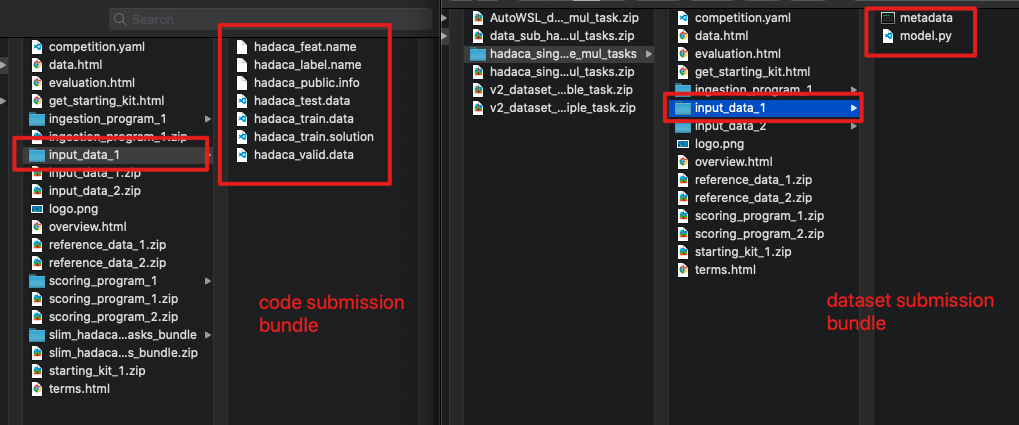 Search
competition.yaml
data.html
evaluation.html
get_starting_kit.html
ingestion_program_1
ingestion_program_1.zip
input_data_1
input_data_1.zip
input_data_2.zip
logo.png
overview.html
reference_data_1.zip
reference_data_2.zip
scoring_program_1
scoring_program_1.zip
scoring_program_2.zip
slim_hadaca...asks_bundle
slim_hadaca...s_bundle.zip
starting_kit_1.zip
terms.html
hadaca_feat.name
hadaca_label.name
hadaca_public.info
hadaca_test.data
hadaca_train.data
hadaca_train.solution
hadaca_valid.data
code submission
bundle
AutoWSL_d..._mul_task.zip
data_sub_ha...ul_tasks.zip
hadaca_sing...e_mul_tasks
hadaca_sing...ul_tasks.zip
v2_dataset_...ble_task.zip
v2_dataset_...iple_task.zip
competition.yaml
data.html
evaluation.html
get_starting_kit.html
ingestion_program_1
input_data_1
input_data_2
logo.png
overview.html
reference_data_1.zip
reference_data_2.zip
scoring_program_1.zip
scoring_program_2.zip
starting_kit_1.zip
terms.html
metadata
model.py
dataset submission
bundle